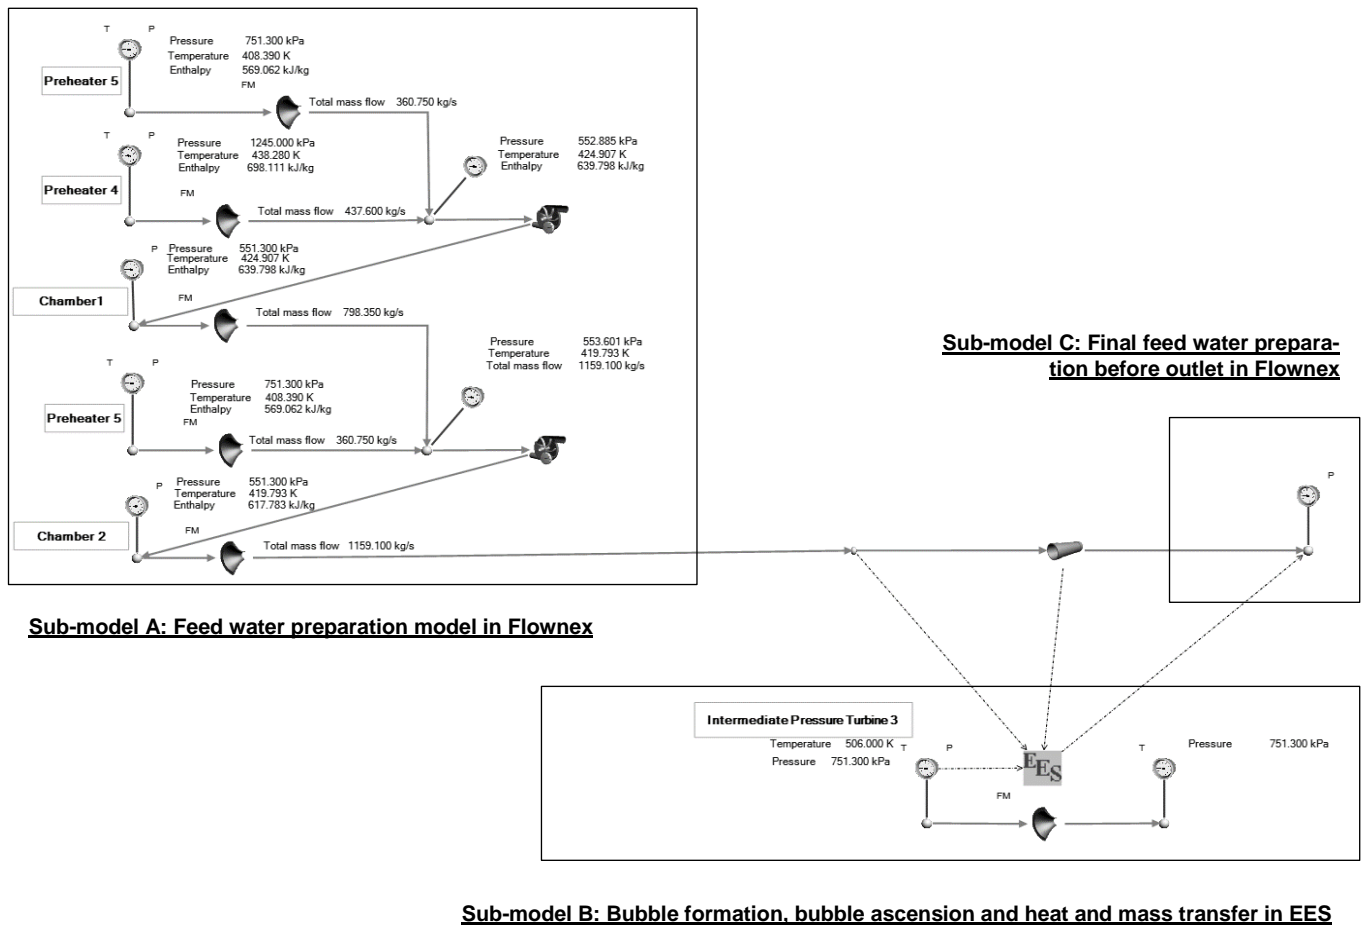 T P
Pressure 751.300 kPa
Temperature 408.390 K
Enthalpy 569.062 kJ/kg
Preheater 5
FM
Total mass flow 360.750 kg/s
T P
Pressure 1245.000 kPa
Temperature 438.280 K
Enthalpy 698.111 kJ/kg
Pressure 552.885 kPa
Temperature 424.907 K
Enthalpy 639.798 kJ/kg
Preheater 4
FM
Total mass flow 437.600 kg/s
P
Pressure 551.300 kPa
Temperature 424.907 K
Enthalpy 639.798 kJ/kg
Chamber1
FM
Total mass flow 798.350 kg/s
Pressure 553.601 kPa
Temperature 419.793 K
Total mass flow 1159.100 kg/s
T P
Pressure 751.300 kPa
Temperature 408.390 K
Enthalpy 569.062 kJ/kg
Preheater 5
FM
Total mass flow 360.750 kg/s
P
Pressure 551.300 kPa
Temperature 419.793 K
Enthalpy 617.783 kJ/kg
Chamber 2
FM
Total mass flow 1159.100 kg/s
Sub-model A: Feed water preparation model in Flownex
Sub-model C: Final feed water prepara-
tion before outlet in Flownex
P
Intermediate Pressure Turbine 3
Temperature 506.000 K
Pressure 751.300 kPa
T P
EES
FM
T
Pressure 751.300 kPa
Sub-model B: Bubble formation, bubble ascension and heat and mass transfer in EES